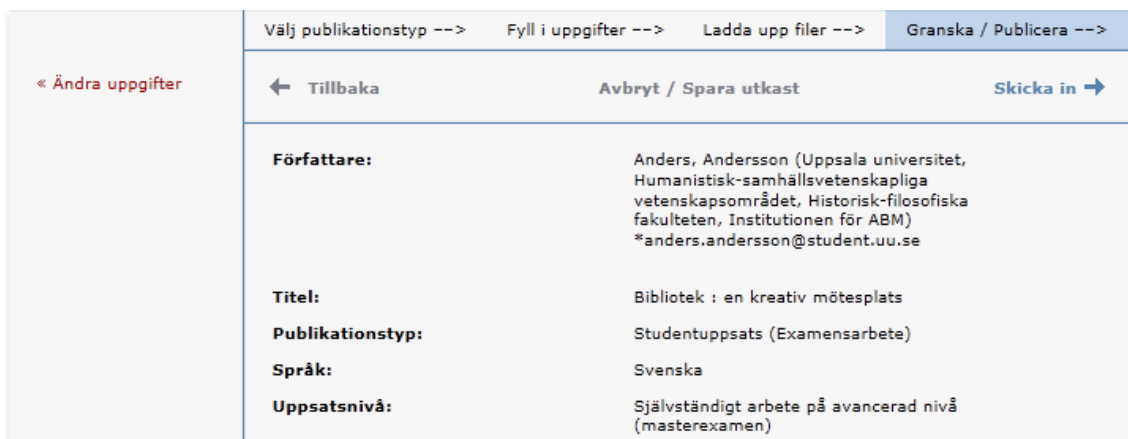 Välj publikationstyp --> Fyll i uppgifter --> Ladda upp filer --> Granska / Publicera -->
« Ändra uppgifter
← Tillbaka Avbryt / Spara utkast Skicka in →
Författare: Anders, Andersson (Uppsala universitet,
Humanistisk-samhällsvetenskapliga
vetenskapsområdet, Historisk-filosofiska
fakulteten, Institutionen för ABM)
*anders.andersson@student.uu.se
Titel: Bibliotek : en kreativ mötesplats
Publikationstyp: Studentuppsats (Examensarbete)
Språk: Svenska
Uppsatsnivå: Självständigt arbete på avancerad nivå
(masterexamen)